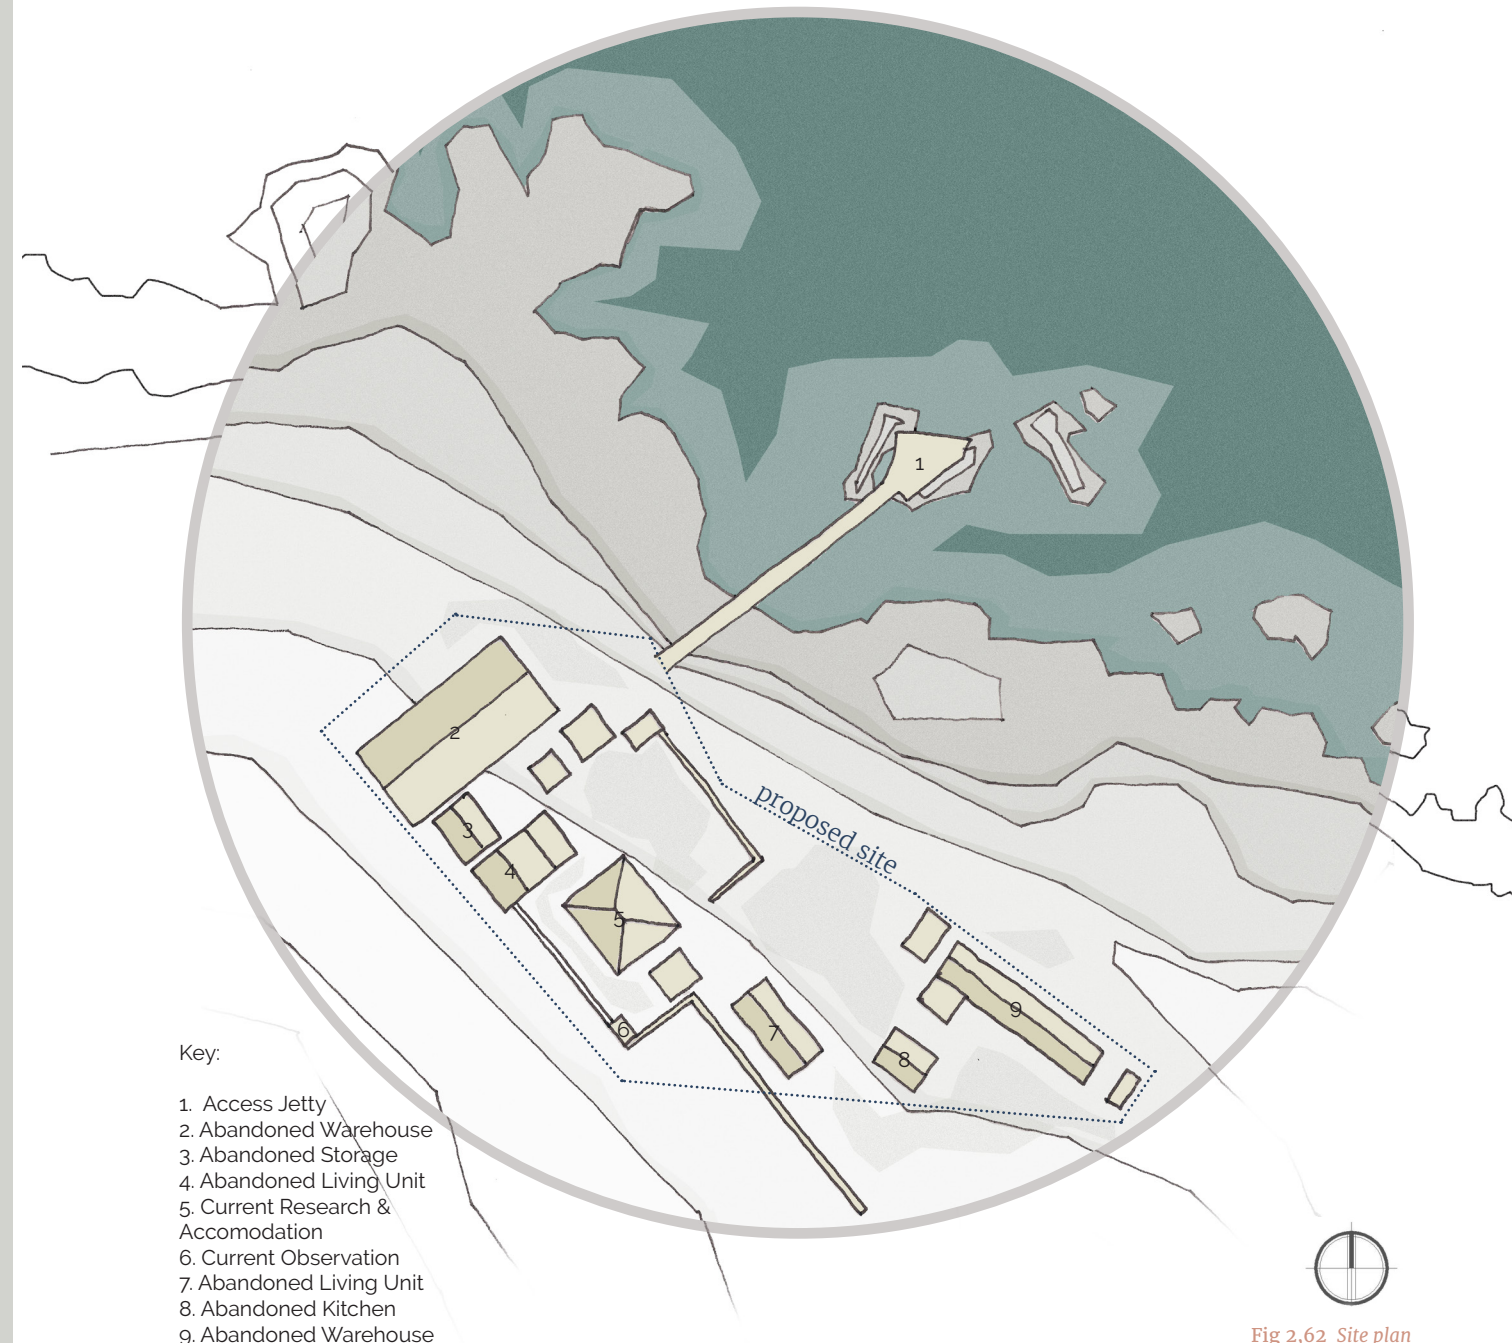 1
2
proposed site
3
4
5
9
6
7
8
Key:
1. Access Jetty
2. Abandoned Warehouse
3. Abandoned Storage
4. Abandoned Living Unit
5. Current Research &
Accomodation
6. Current Observation
7. Abandoned Living Unit
8. Abandoned Kitchen
9. Abandoned Warehouse
Fig 2,62 Site plan